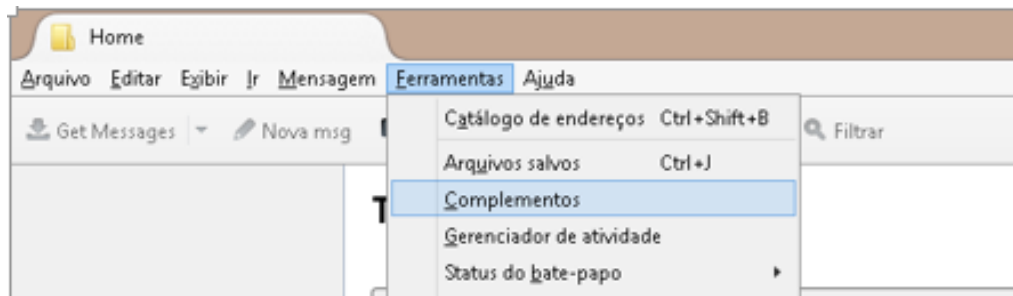 Home
Arquivo Editar Exibir Ir Mensagem Ferramentas Ajuda
Get Messages Nova msg Filtrar
Catálogo de endereços Ctrl+Shift+B
Arquivos salvos Ctrl+J
T
Complementos
Gerenciador de atividade
Status do bate-papo